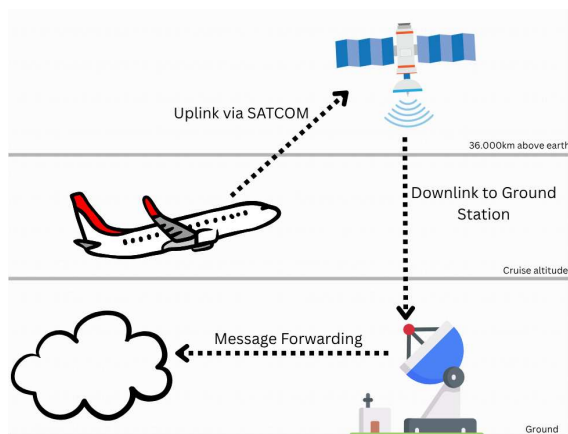 Uplink via SATCOM
36.000km above earth
Downlink to Ground
Station
Cruise altitude
Message Forwarding
Ground